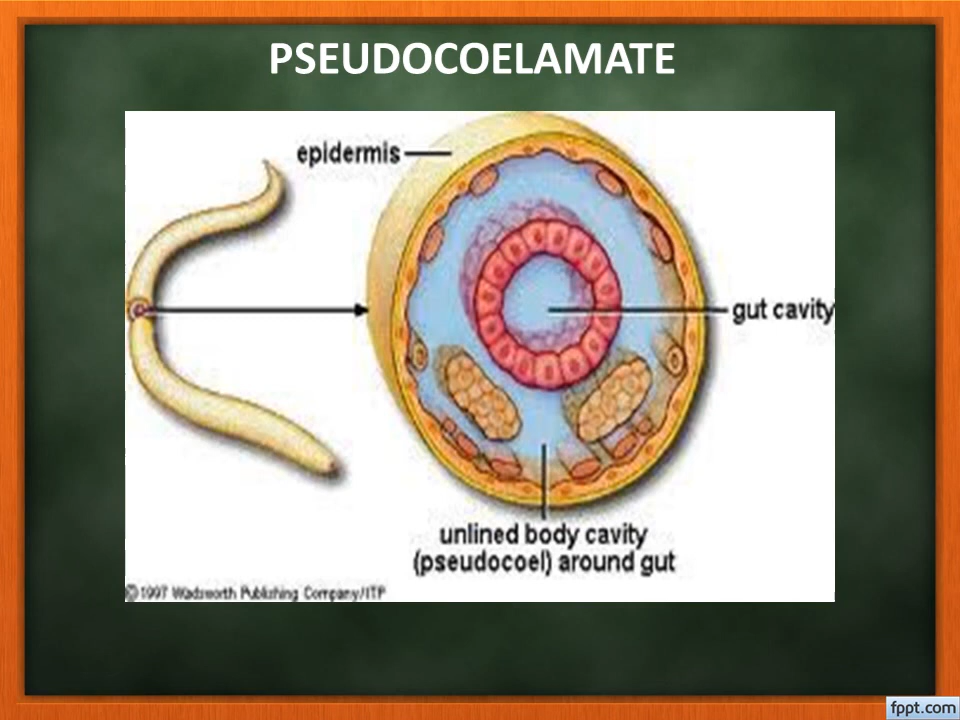 PSEUDOCOELAMATE
epidermis
gut cavity
unlined body cavity
(pseudocoel) around gut
©1997 Wadsworth Publishing Company/ITP
fppt.com